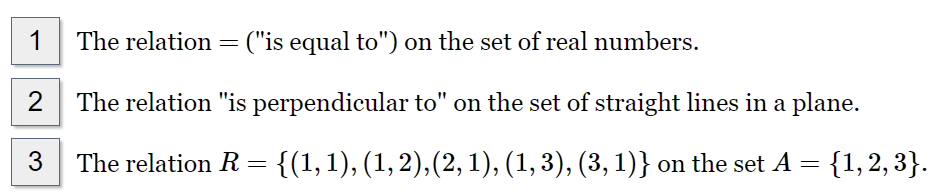 1 The relation = ("is equal to") on the set of real numbers.
2 The relation "is perpendicular to" on the set of straight lines in a plane.
3 The relation R = {(1, 1), (1, 2),(2, 1), (1, 3), (3, 1)} on the set A = {1, 2, 3}.